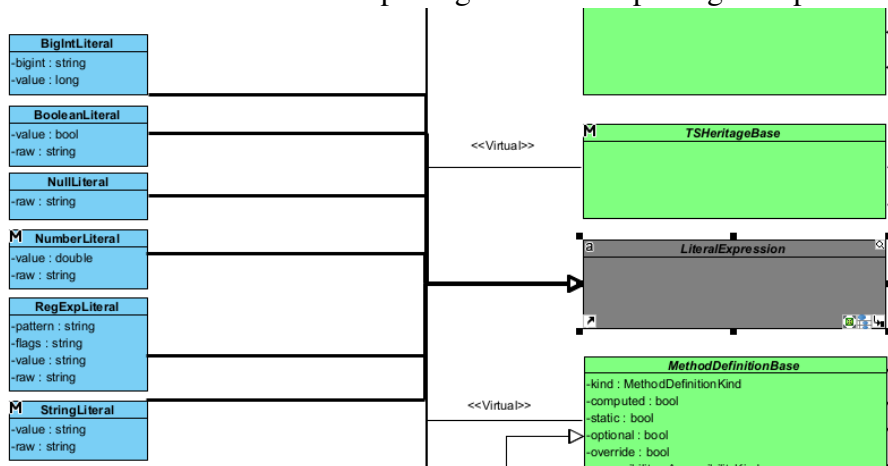 BigIntLiteral
-bigint : string
-value : long
BooleanLiteral
-value : bool
-raw : string
NullLiteral
-raw : string
M NumberLiteral
-value : double
-raw : string
RegExpLiteral
-pattern : string
-flags : string
-value : string
-raw : string
M StringLiteral
-value : string
-raw : string
<<Virtual>>
<<Virtual>>
M TSHeritageBase
a LiteralExpression
MethodDefinitionBase
-kind : MethodDefinitionKind
-computed : bool
-static : bool
-optional : bool
-override : bool